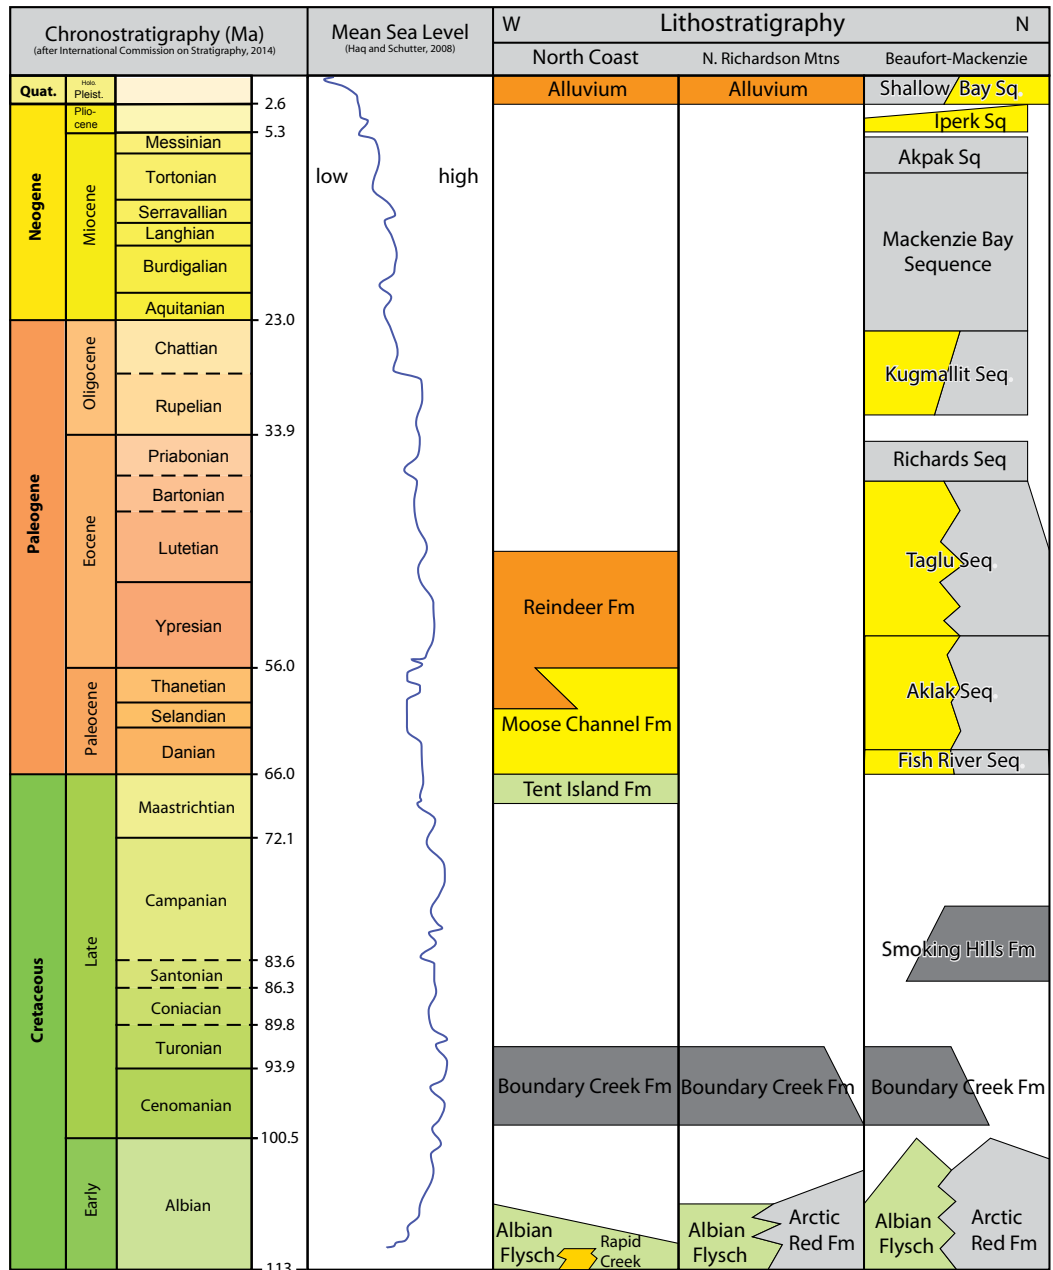 Chronostratigraphy (Ma)
(after International Commission on Stratigraphy, 2014)
Mean Sea Level
(Haq and Schutter, 2008)
W
Lithostratigraphy
N
North Coast
N. Richardson Mtns
Beaufort-Mackenzie
Quat.
Holo.
Pleist.
2.6
Plio-
cene
5.3
Neogene
Miocene
Messinian
Tortonian
Serravallian
Langhian
Burdigalian
Aquitanian
23.0
Paleogene
Oligocene
Chattian
Rupelian
33.9
Eocene
Priabonian
Bartonian
Lutetian
Ypresian
56.0
Paleocene
Thanetian
Selandian
Danian
66.0
Cretaceous
Late
Maastrichtian
72.1
Campanian
83.6
Santonian
86.3
Coniacian
89.8
Turonian
93.9
Cenomanian
100.5
Early
Albian
113
low
high
Alluvium
Reindeer Fm
Moose Channel Fm
Tent Island Fm
Boundary Creek Fm
Albian
Flysch
Rapid
Creek
Alluvium
Boundary Creek Fm
Albian
Flysch
Arctic
Red Fm
Shallow Bay Sq.
Iperk Sq
Akpak Sq
Mackenzie Bay
Sequence
Kugmallit Seq.
Richards Seq
Taglu Seq.
Aklak Seq.
Fish River Seq.
Smoking Hills Fm
Boundary Creek Fm
Albian
Flysch
Arctic
Red Fm